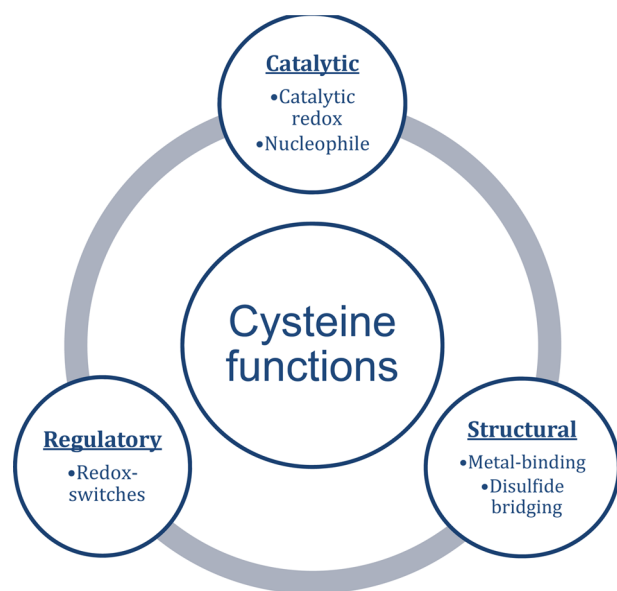 Catalytic
•Catalytic
redox
•Nucleophile
Cysteine
functions
Regulatory
•Redox-
switches
Structural
•Metal-binding
•Disulfide
bridging